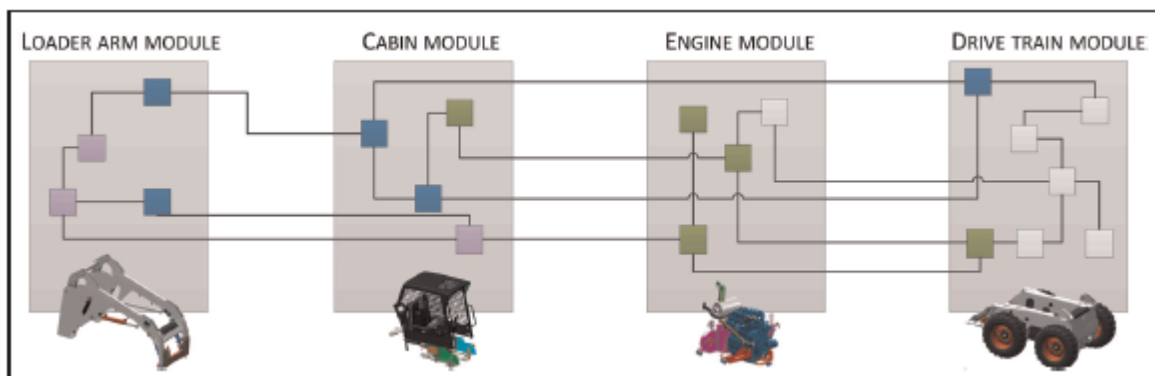 LOADER ARM MODULE
CABIN MODULE
ENGINE MODULE
DRIVE TRAIN MODULE